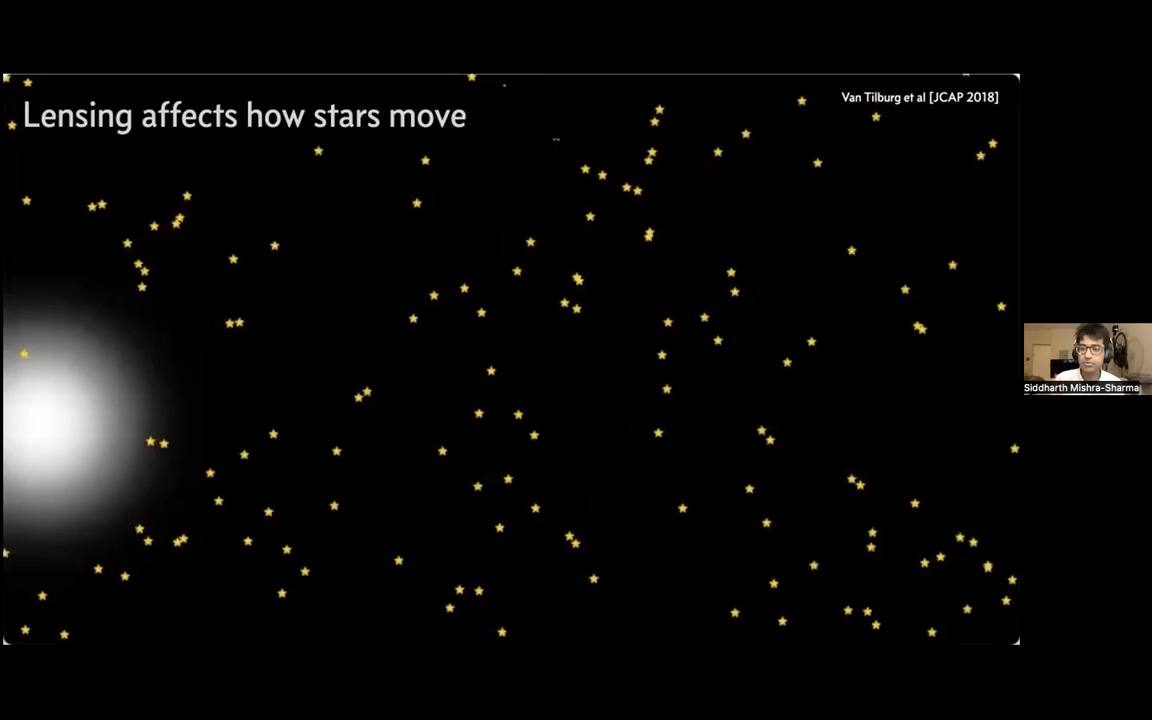 Lensing affects how stars move
Van Tilburg et al [JCAP 2018]
Siddharth Mishra-Sharma